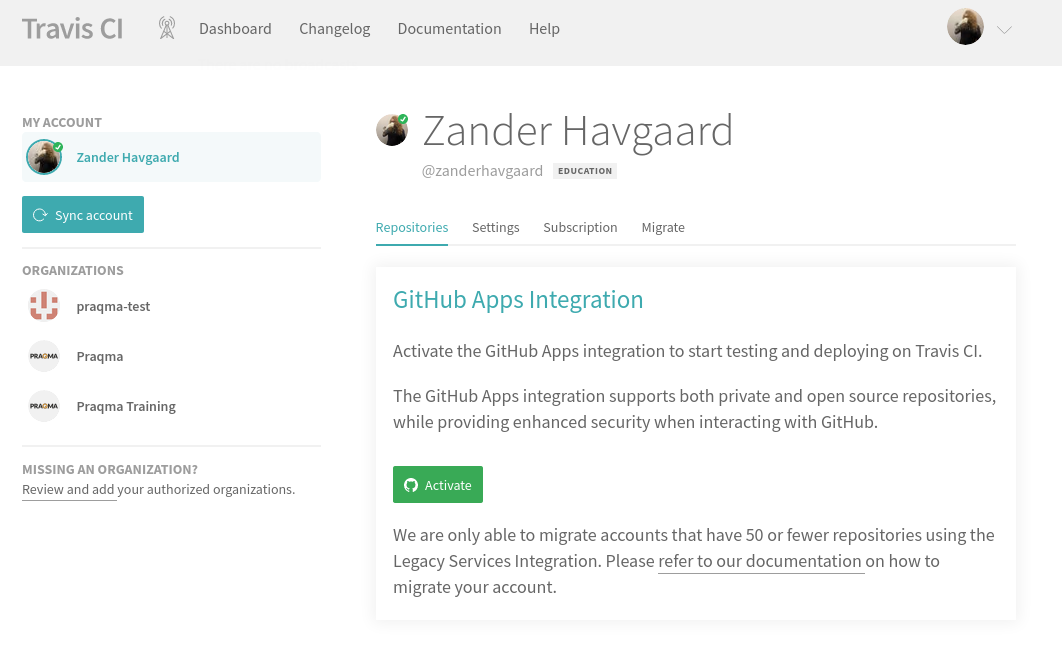 Travis CI
Dashboard Changelog Documentation Help
MY ACCOUNT
Zander Havgaard
Sync account
ORGANIZATIONS
praqma-test
PRAQMA
Praqma
PRAQMA
Praqma Training
MISSING AN ORGANIZATION?
Review and add your authorized organizations.
Zander Havgaard
@zanderhavgaard EDUCATION
Repositories Settings Subscription Migrate
GitHub Apps Integration
Activate the GitHub Apps integration to start testing and deploying on Travis CI.
The GitHub Apps integration supports both private and open source repositories,
while providing enhanced security when interacting with GitHub.
Activate
We are only able to migrate accounts that have 50 or fewer repositories using the
Legacy Services Integration. Please refer to our documentation on how to
migrate your account.